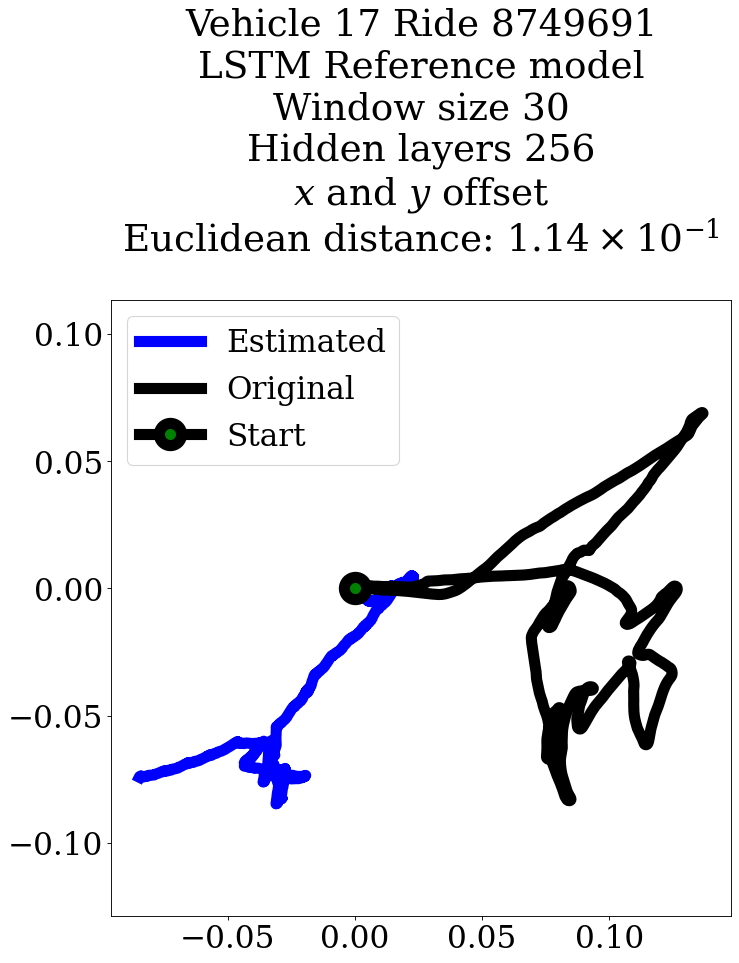 Vehicle 17 Ride 8749691
LSTM Reference model
Window size 30
Hidden layers 256
x and y offset
Euclidean distance: 1.14 × 10⁻¹
Estimated
Original
Start
0.10
0.05
0.00
−0.05
−0.10
−0.05 0.00 0.05 0.10